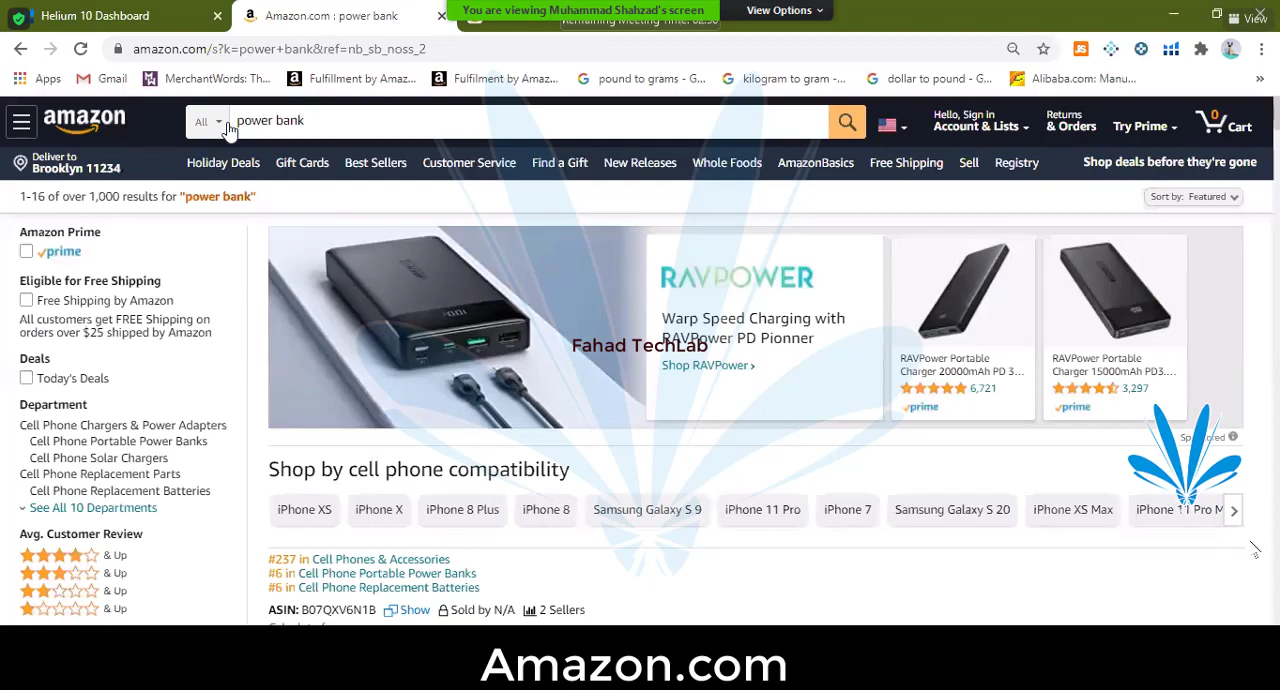 Helium 10 Dashboard
Amazon.com : power bank
You are viewing Muhammad Shahzad's screen
View Options
Remaining Meeting Time: 02:50
View
amazon.com/s?k=power+bank&ref=nb_sb_noss_2
Apps
Gmail
MerchantWords: Th...
Fulfillment by Amaz...
Fulfilment by Amaz...
pound to grams - G...
kilogram to gram -...
dollar to pound - G...
Alibaba.com: Manu...
amazon
All
power bank
Hello, Sign in
Account & Lists
Returns
& Orders
Try Prime
0
Cart
Deliver to
Brooklyn 11234
Holiday Deals
Gift Cards
Best Sellers
Customer Service
Find a Gift
New Releases
Whole Foods
AmazonBasics
Free Shipping
Sell
Registry
Shop deals before they're gone
1-16 of over 1,000 results for "power bank"
Sort by: Featured
Amazon Prime
prime
Eligible for Free Shipping
Free Shipping by Amazon
All customers get FREE Shipping on
orders over $25 shipped by Amazon
Deals
Today's Deals
Department
Cell Phone Chargers & Power Adapters
Cell Phone Portable Power Banks
Cell Phone Solar Chargers
Cell Phone Replacement Parts
Cell Phone Replacement Batteries
See All 10 Departments
Avg. Customer Review
& Up
& Up
& Up
& Up
RAVPOWER
Warp Speed Charging with
RAVPower PD Pionner
Shop RAVPower ›
Fahad TechLab
RAVPower Portable
Charger 20000mAh PD 3...
6,721
prime
RAVPower Portable
Charger 15000mAh PD3....
3,297
prime
Shop by cell phone compatibility
iPhone XS
iPhone X
iPhone 8 Plus
iPhone 8
Samsung Galaxy S 9
iPhone 11 Pro
iPhone 7
Samsung Galaxy S 20
iPhone XS Max
iPhone 11 Pro M
#237 in Cell Phones & Accessories
#6 in Cell Phone Portable Power Banks
#6 in Cell Phone Replacement Batteries
ASIN: B07QXV6N1B
Show
Sold by N/A
2 Sellers
Amazon.com